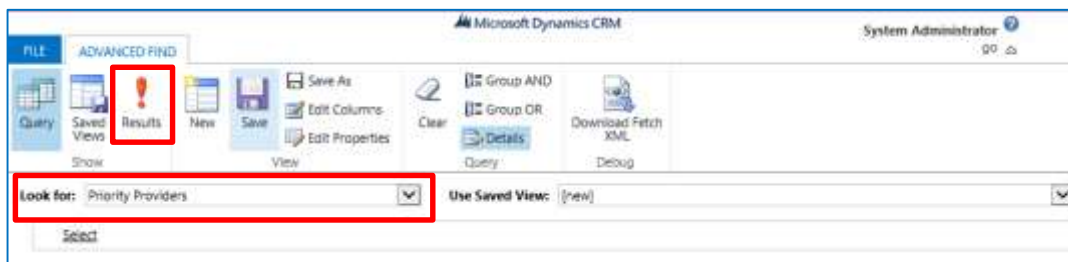 Microsoft Dynamics CRM
System Administrator
go
FILE
ADVANCED FIND
Query
Saved Views
Results
New
Save
Save As
Edit Columns
Edit Properties
Clear
Group AND
Group OR
Details
Download Fetch XML
Show
View
Query
Debug
Look for: Priority Providers
Use Saved View: [new]
Select